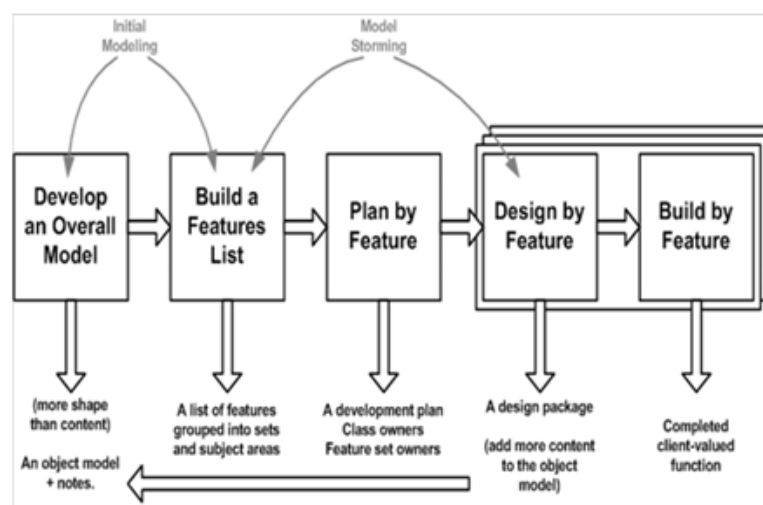 Initial
Modeling
Model
Storming
Develop
an Overall
Model
Build a
Features
List
Plan by
Feature
Design by
Feature
Build by
Feature
(more shape
than content)
An object model
+ notes.
A list of features
grouped into sets
and subject areas
A development plan
Class owners
Feature set owners
A design package
(add more content
to the object
model)
Completed
client-valued
function